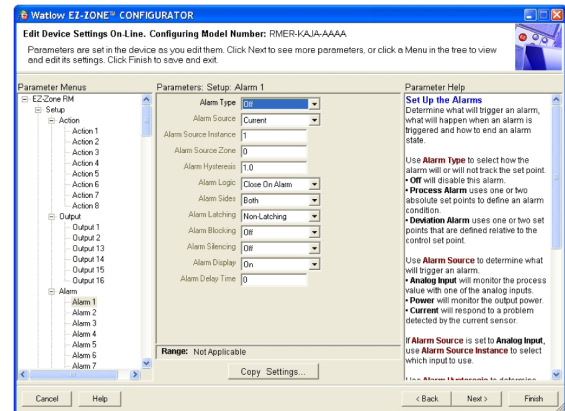 Watlow EZ-ZONE™ CONFIGURATOR
Edit Device Settings On-Line. Configuring Model Number: RMER-KAJA-AAAA
Parameters are set in the device as you edit them. Click Next to see more parameters, or click a Menu in the tree to view
and edit its settings. Click Finish to save and exit.
Parameter Menus
EZ-Zone RM
Setup
Action
Action 1
Action 2
Action 3
Action 4
Action 5
Action 6
Action 7
Action 8
Output
Output 1
Output 2
Output 13
Output 14
Output 15
Output 16
Alarm
Alarm 1
Alarm 2
Alarm 3
Alarm 4
Alarm 5
Alarm 6
Alarm 7
Parameters: Setup: Alarm 1
Alarm Type Off
Alarm Source Current
Alarm Source Instance 1
Alarm Source Zone 0
Alarm Hysteresis 1.0
Alarm Logic Close On Alarm
Alarm Sides Both
Alarm Latching Non-Latching
Alarm Blocking Off
Alarm Silencing Off
Alarm Display On
Alarm Delay Time 0
Range: Not Applicable
Copy Settings...
Parameter Help
Set Up the Alarms
Determine what will trigger an alarm,
what will happen when an alarm is
triggered and how to end an alarm
state.
Use Alarm Type to select how the
alarm will or will not track the set point.
• Off will disable this alarm.
• Process Alarm uses one or two
absolute set points to define an alarm
condition.
• Deviation Alarm uses one or two set
points that are defined relative to the
control set point.
Use Alarm Source to determine what
will trigger an alarm.
• Analog Input will monitor the process
value with one of the analog inputs.
• Power will monitor the output power.
• Current will respond to a problem
detected by the current sensor.
If Alarm Source is set to Analog Input,
use Alarm Source Instance to select
which input to use.
Cancel
Help
< Back
Next >
Finish